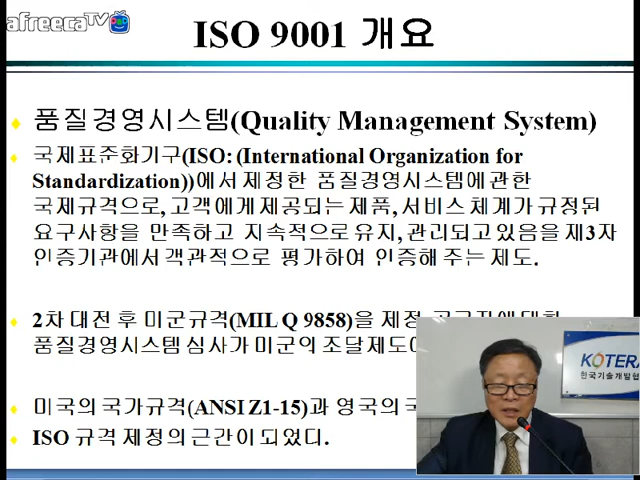 afreecaTV
ISO 9001 개요
품질경영시스템(Quality Management System)
국제표준화기구(ISO: (International Organization for
Standardization))에서 제정한 품질경영시스템에 관한
국제규격으로, 고객에게 제공되는 제품, 서비스 체계가 규정된
요구사항을 만족하고 지속적으로 유지, 관리되고 있음을 제3자
인증기관에서 객관적으로 평가하여 인증해 주는 제도.
2차 대전 후 미군규격(MIL Q 9858)을 제정
품질경영시스템 심사가 미군의 조달제도
미국의 국가규격(ANSI Z1-15)과 영국의
ISO 규격 제정의 근간이 되었다.
KOTERA
한국기술개발협